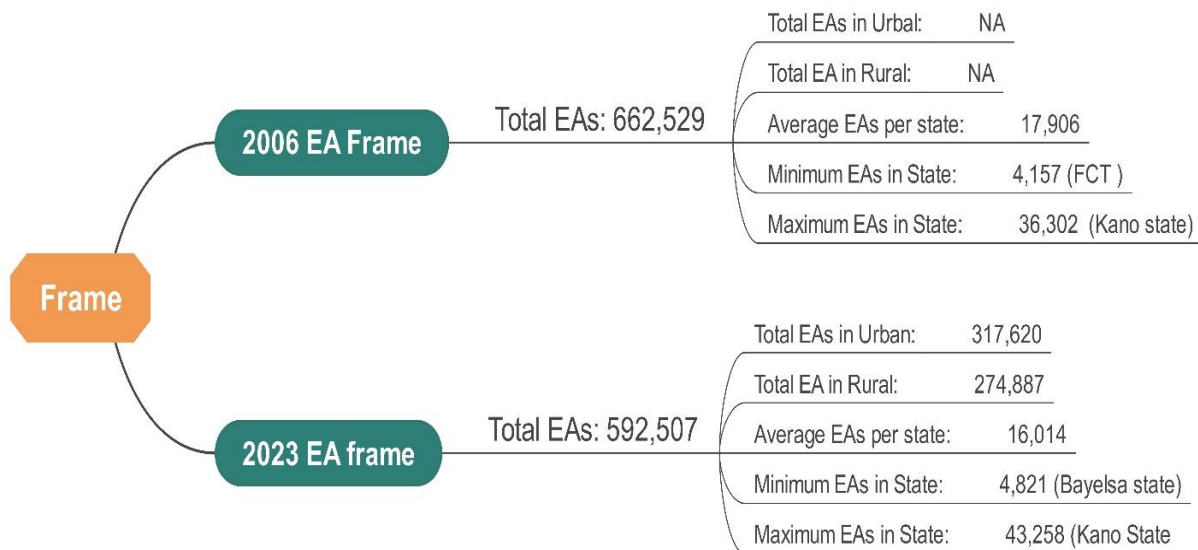 Frame
2006 EA Frame
Total EAs: 662,529
Total EAs in Urbal: NA
Total EA in Rural: NA
Average EAs per state: 17,906
Minimum EAs in State: 4,157 (FCT )
Maximum EAs in State: 36,302 (Kano state)
2023 EA frame
Total EAs: 592,507
Total EAs in Urban: 317,620
Total EA in Rural: 274,887
Average EAs per state: 16,014
Minimum EAs in State: 4,821 (Bayelsa state)
Maximum EAs in State: 43,258 (Kano State